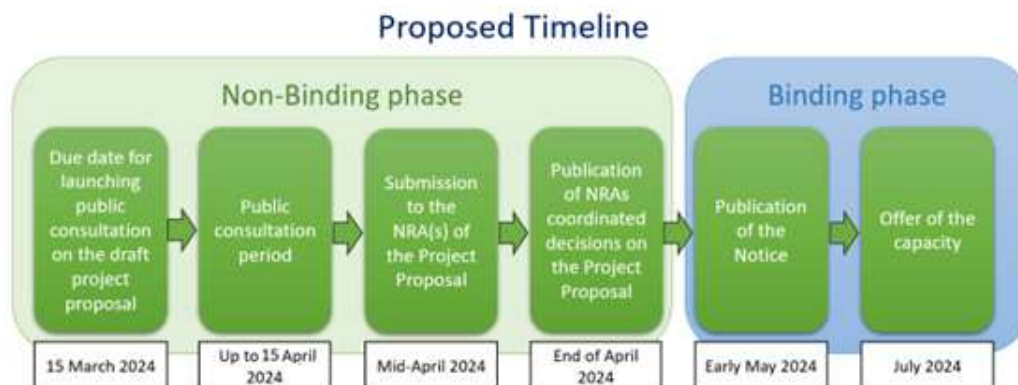 Proposed Timeline
Non-Binding phase
Binding phase
Due date for
launching
public
consultation
on the draft
project
proposal
Public
consultation
period
Submission
to the
NRA(s) of
the Project
Proposal
Publication
of NRAs
coordinated
decisions on
the Project
Proposal
Publication
of the
Notice
Offer of the
capacity
15 March 2024
Up to 15 April
2024
Mid-April 2024
End of April
2024
Early May 2024
July 2024